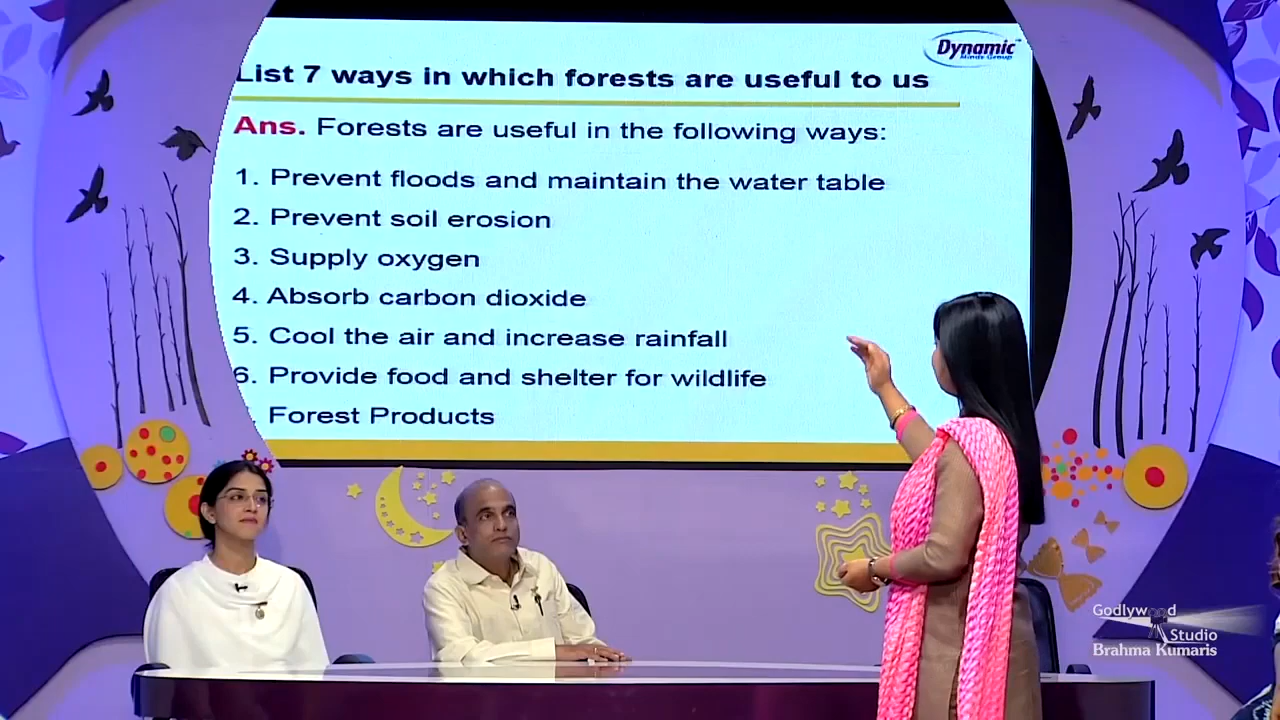 Dynamic
Minds Group
List 7 ways in which forests are useful to us
Ans. Forests are useful in the following ways:
1. Prevent floods and maintain the water table
2. Prevent soil erosion
3. Supply oxygen
4. Absorb carbon dioxide
5. Cool the air and increase rainfall
6. Provide food and shelter for wildlife
. Forest Products
Godlywood
Studio
Brahma Kumaris